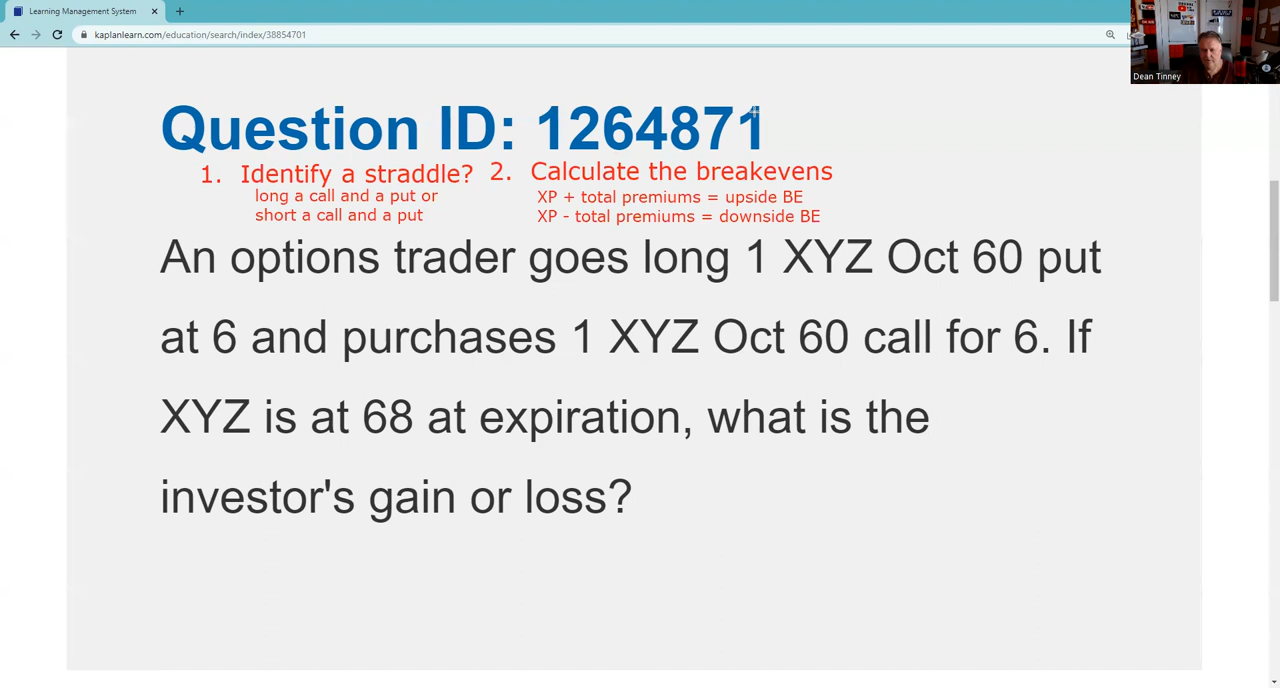 Learning Management System
kaplanlearn.com/education/search/index/38854701
Dean Tinney
Question ID: 1264871
1. Identify a straddle? 2. Calculate the breakevens
long a call and a put or XP + total premiums = upside BE
short a call and a put XP - total premiums = downside BE
An options trader goes long 1 XYZ Oct 60 put
at 6 and purchases 1 XYZ Oct 60 call for 6. If
XYZ is at 68 at expiration, what is the
investor's gain or loss?